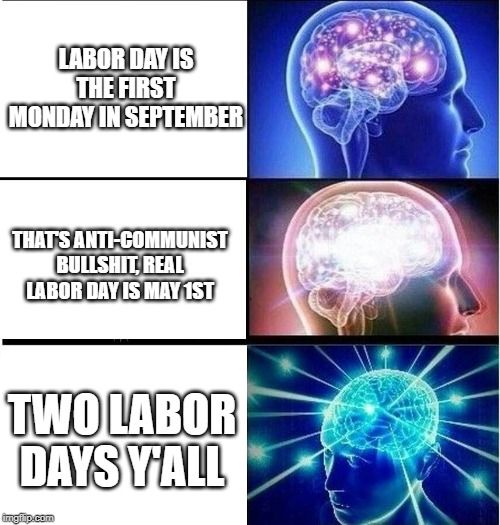 LABOR DAY IS
THE FIRST
MONDAY IN SEPTEMBER
THAT'S ANTI-COMMUNIST
BULLSHIT, REAL
LABOR DAY IS MAY 1ST
TWO LABOR
DAYS Y'ALL
imgflip.com